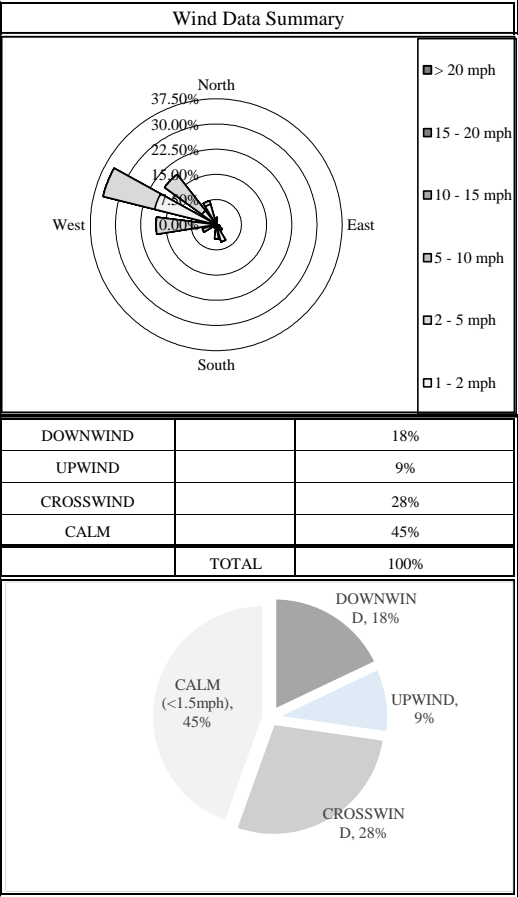 Wind Data Summary
North
37.50%
30.00%
22.50%
15.00%
7.50%
0.00%
West
East
South
> 20 mph
15 - 20 mph
10 - 15 mph
5 - 10 mph
2 - 5 mph
1 - 2 mph
DOWNWIND 18%
UPWIND 9%
CROSSWIND 28%
CALM 45%
TOTAL 100%
DOWNWIN
D, 18%
UPWIND,
9%
CROSSWIN
D, 28%
CALM
(<1.5mph),
45%